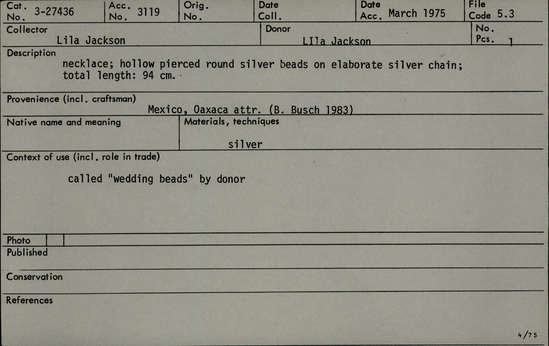 Cat. No. 3-27436 Acc. No. 3119 Orig. No. Date Coll. Date Acc. March 1975 File Code 5.3
Collector Lila Jackson Donor LIla Jackson No. Pcs. 1
Description
necklace; hollow pierced round silver beads on elaborate silver chain;
total length: 94 cm.
Provenience (incl. craftsman)
Mexico, Oaxaca attr. (B. Busch 1983)
Native name and meaning Materials, techniques
silver
Context of use (incl. role in trade)
called "wedding beads" by donor
Photo
Published
Conservation
References
4/75